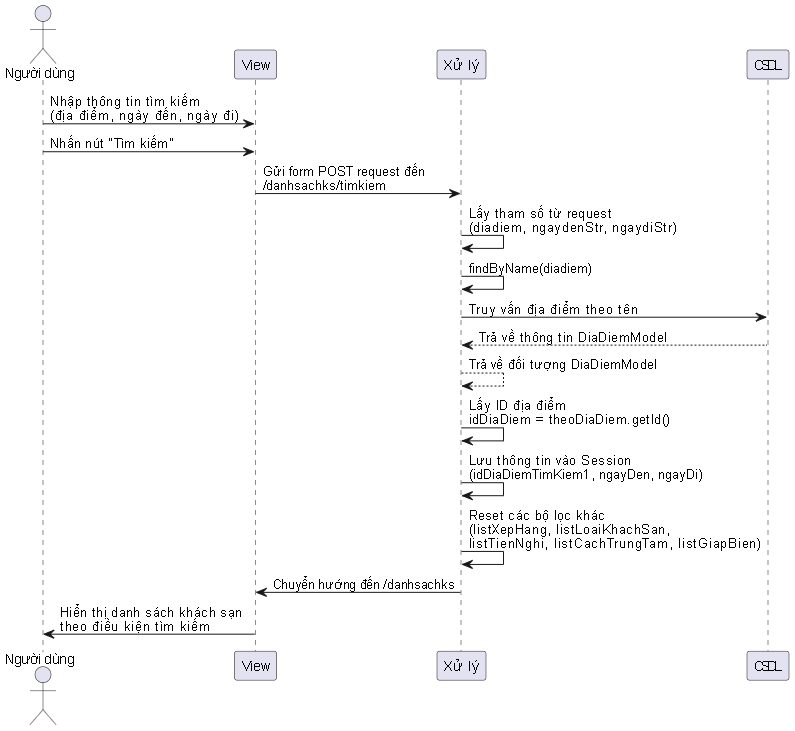 Người dùng
View
Xử lý
CSDL
Nhập thông tin tìm kiếm
(địa điểm, ngày đến, ngày đi)
Nhấn nút "Tìm kiếm"
Gửi form POST request đến
/danhsachks/timkiem
Lấy tham số từ request
(diadiem, ngaydenStr, ngaydiStr)
findByName(diadiem)
Truy vấn địa điểm theo tên
Trả về thông tin DiaDiemModel
Trả về đối tượng DiaDiemModel
Lấy ID địa điểm
idDiaDiem = theoDiaDiem.getId()
Lưu thông tin vào Session
(idDiaDiemTimKiem1, ngayDen, ngayDi)
Reset các bộ lọc khác
(listXepHang, listLoaiKhachSan,
listTienNghi, listCachTrungTam, listGiapBien)
Chuyển hướng đến /danhsachks
Hiển thị danh sách khách sạn
theo điều kiện tìm kiếm
Người dùng
View
Xử lý
CSDL